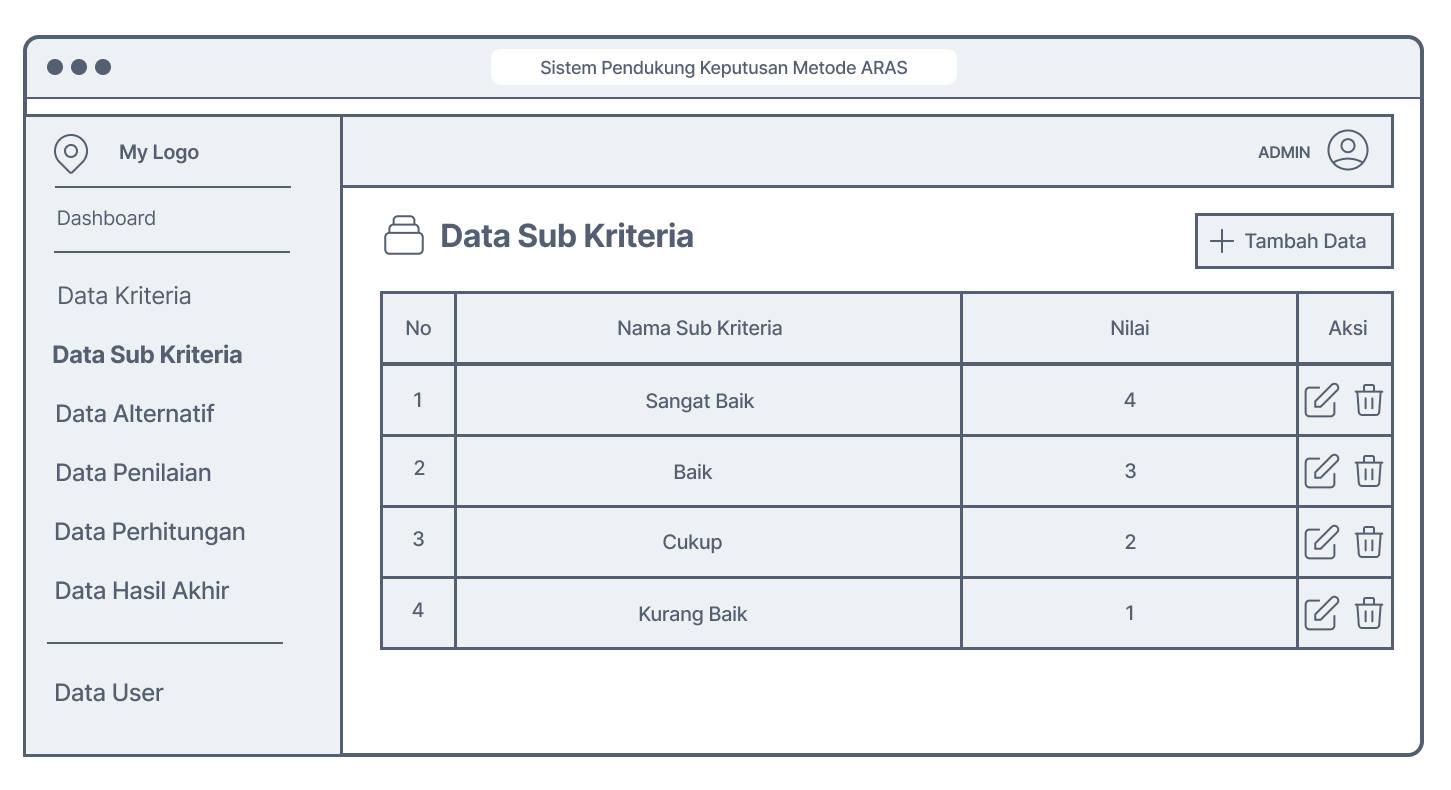 Sistem Pendukung Keputusan Metode ARAS
My Logo
ADMIN
Dashboard
Data Kriteria
Data Sub Kriteria
Data Alternatif
Data Penilaian
Data Perhitungan
Data Hasil Akhir
Data User
Data Sub Kriteria
Tambah Data
No Nama Sub Kriteria Nilai Aksi
1 Sangat Baik 4
2 Baik 3
3 Cukup 2
4 Kurang Baik 1